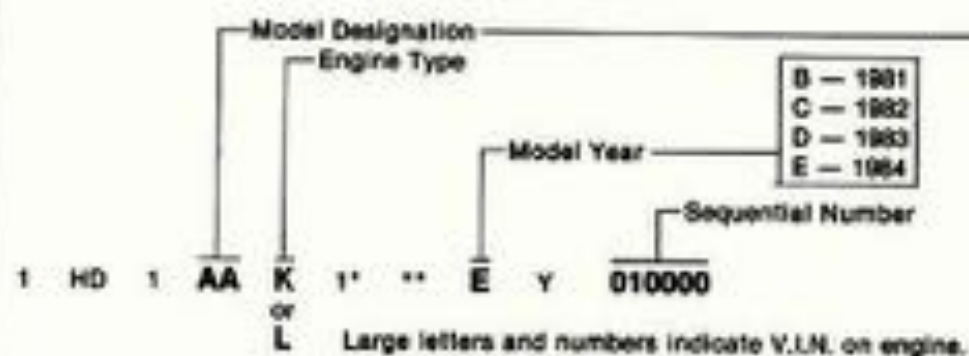 Model Designation
Engine Type
B — 1981
C — 1982
D — 1983
E — 1984
Model Year
Sequential Number
1 HD 1 AA K 1* ** E Y 010000
or
L Large letters and numbers indicate V.I.N. on engine.